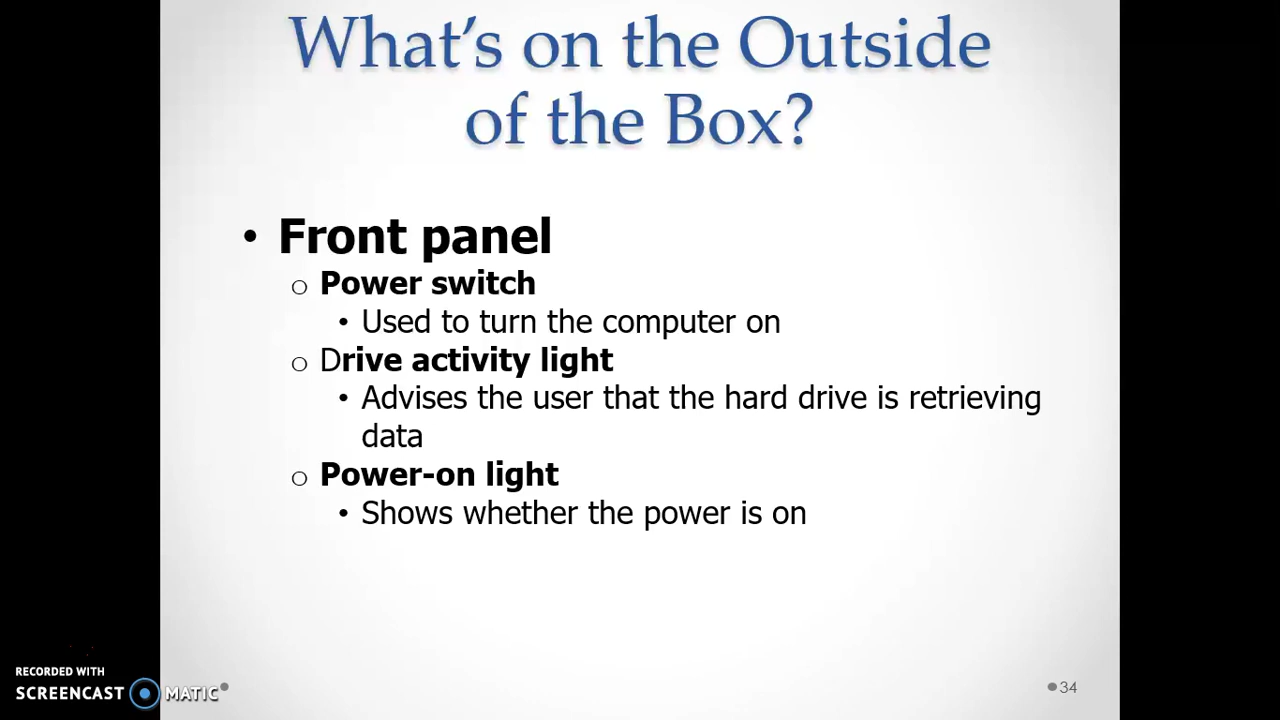 What's on the Outside
of the Box?
• Front panel
o Power switch
• Used to turn the computer on
o Drive activity light
• Advises the user that the hard drive is retrieving
data
o Power-on light
• Shows whether the power is on
RECORDED WITH
SCREENCAST MATIC
34